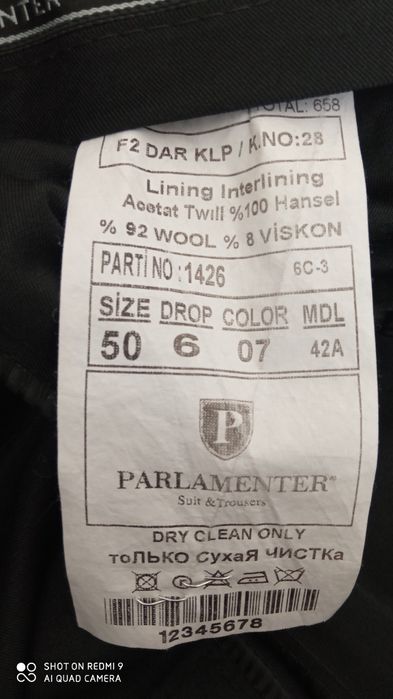 NTER
TOTAL: 658
F2 DAR KLP / K.NO:28
Lining Interlining
Acetat Twill %100 Hansel
% 92 WOOL % 8 VİSKON
PARTİ NO :1426 6C-3
SİZE DROP COLOR MDL
50 6 07 42A
P
PARLAMENTER®
Suit & Trousers
DRY CLEAN ONLY
тоЛЬКО сухаЯ ЧИСТКа
12345678
SHOT ON REDMI 9
AI QUAD CAMERA